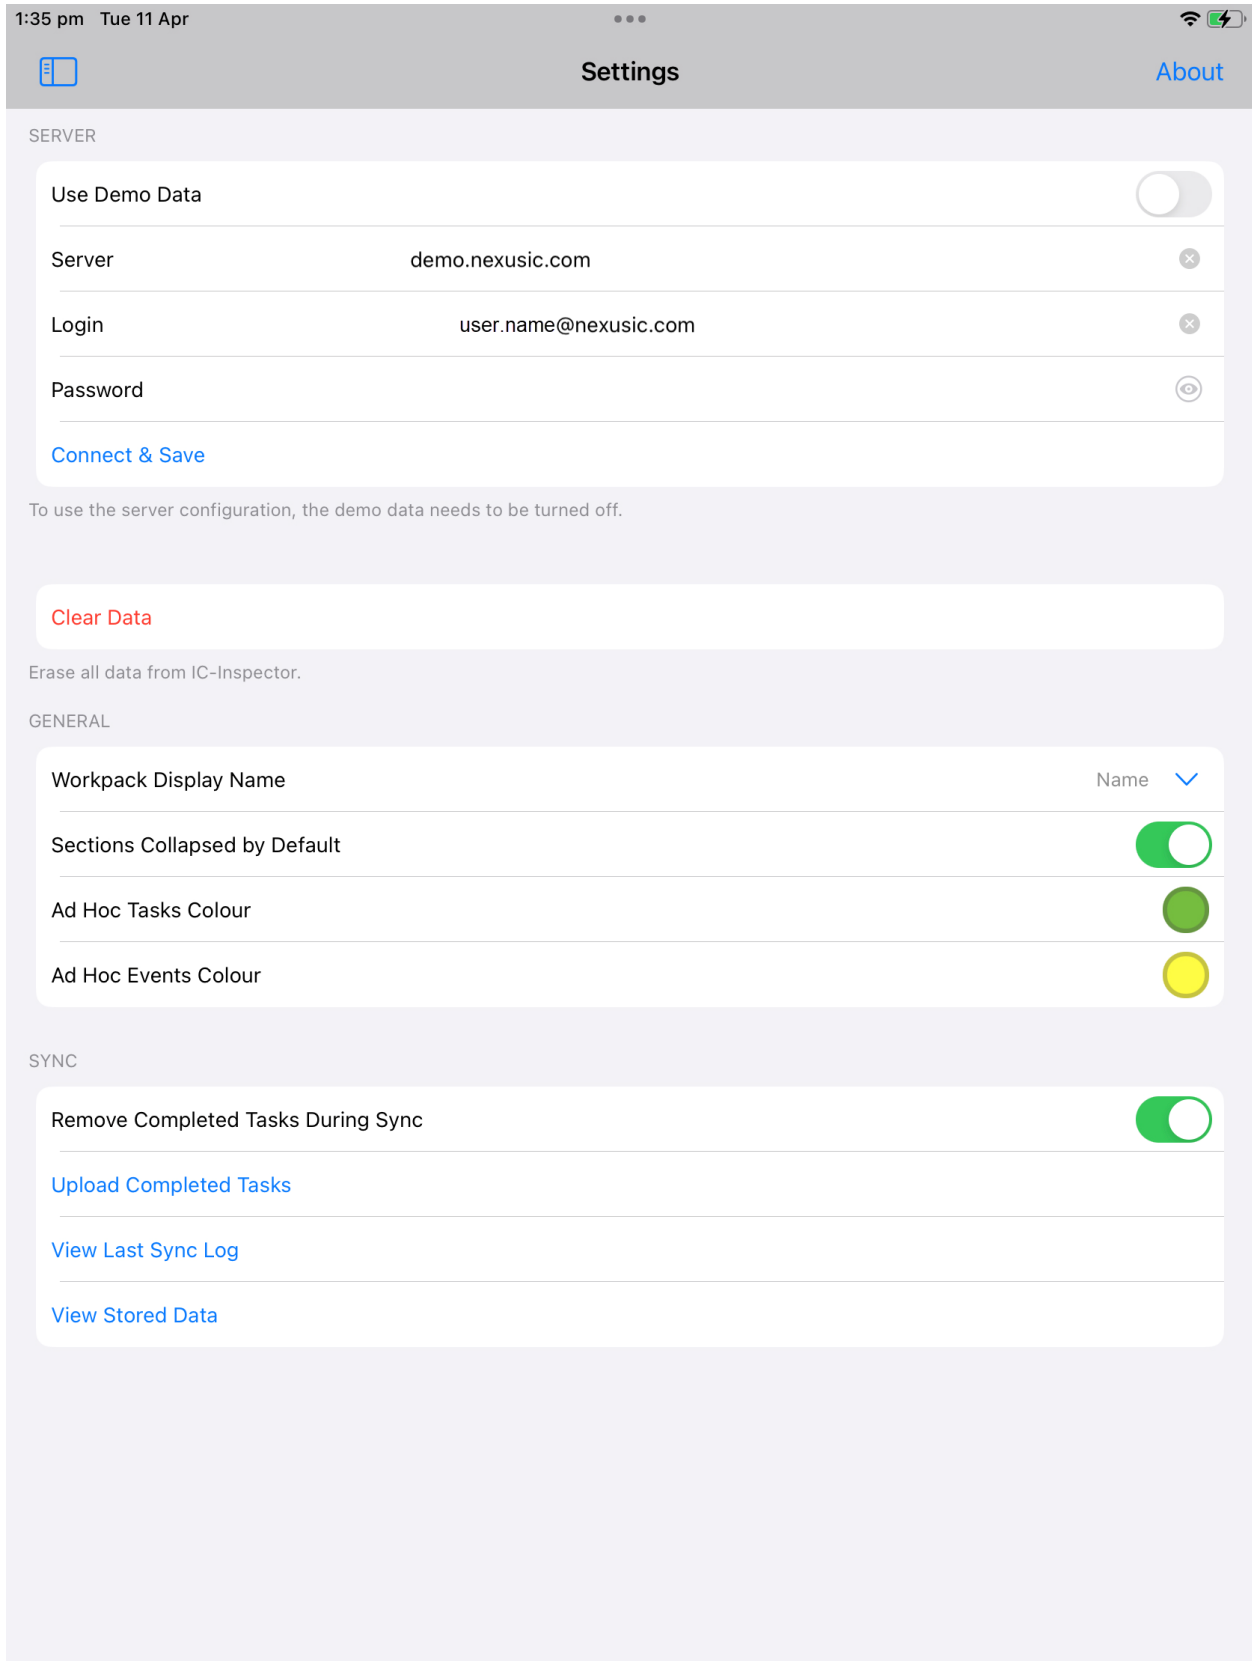 1:35 pm Tue 11 Apr
Settings
About
SERVER
Use Demo Data
Server demo.nexusic.com
Login user.name@nexusic.com
Password
Connect & Save
To use the server configuration, the demo data needs to be turned off.
Clear Data
Erase all data from IC-Inspector.
GENERAL
Workpack Display Name Name
Sections Collapsed by Default
Ad Hoc Tasks Colour
Ad Hoc Events Colour
SYNC
Remove Completed Tasks During Sync
Upload Completed Tasks
View Last Sync Log
View Stored Data